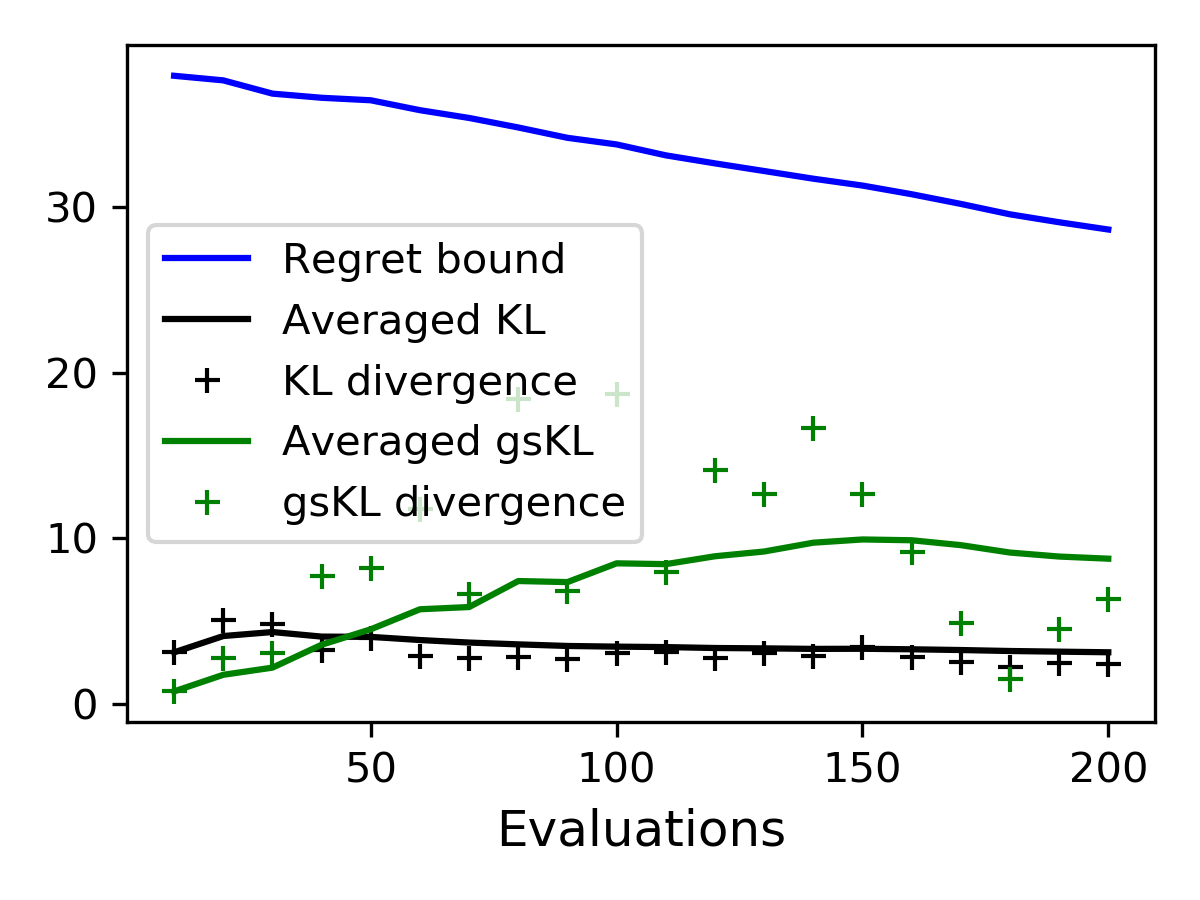 30
20
10
0
Regret bound
Averaged KL
KL divergence
Averaged gsKL
gsKL divergence
50 100 150 200
Evaluations